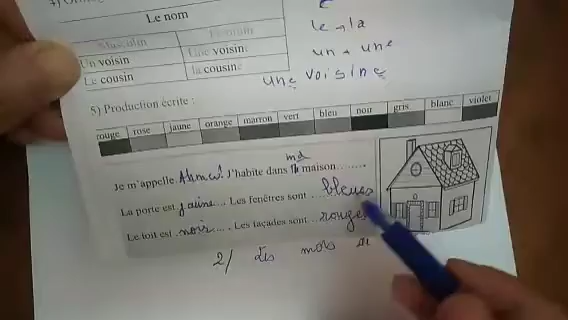 le - la
Le nom
Masculin Féminin
un - une
Un voisin Une voisine
Le cousin la cousine
une voisine
5) Production écrite :
rouge rose jaune orange marron vert bleu noir gris blanc violet
ma
Je m'appelle Ahmed J'habite dans maison........
La porte est jaune.... Les fenêtres sont bleues
Le toit est noir.... Les façades sont rouges
2/ des mots